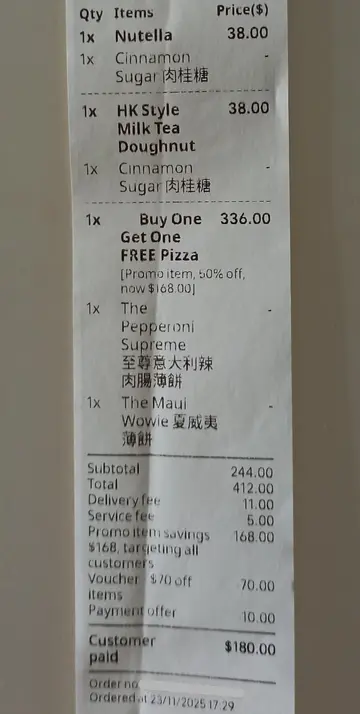 Qty Items Price($)
1x Nutella 38.00
1x Cinnamon -
Sugar 肉桂糖
1x HK Style 38.00
Milk Tea
Doughnut
1x Cinnamon -
Sugar 肉桂糖
1x Buy One 336.00
Get One
FREE Pizza
[Promo item, 50% off,
now $168.00]
1x The -
Pepperoni
Supreme
至尊意大利辣
肉腸薄餅
1x The Maui -
Wowie 夏威夷
薄餅
Subtotal 244.00
Total 412.00
Delivery fee 11.00
Service fee 5.00
Promo item savings 168.00
$168, targeting all
customers
Voucher $70 off 70.00
items
Payment offer 10.00
Customer $180.00
paid
Order no
Ordered at 23/11/2025 17:29